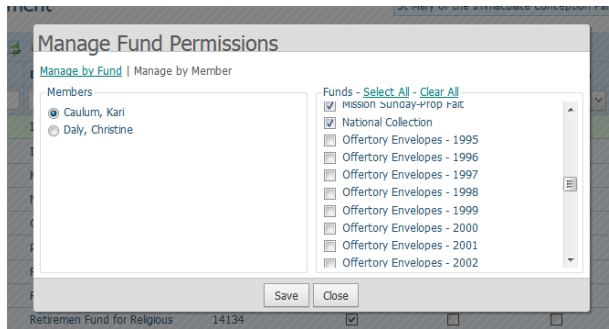 St Mary of the Immaculate Conception Pa
Manage Fund Permissions
Manage by Fund | Manage by Member
Members
Caulum, Kari
Daly, Christine
Funds - Select All - Clear All
Mission Sunday-Prop Fait
National Collection
Offertory Envelopes - 1995
Offertory Envelopes - 1996
Offertory Envelopes - 1997
Offertory Envelopes - 1998
Offertory Envelopes - 1999
Offertory Envelopes - 2000
Offertory Envelopes - 2001
Offertory Envelopes - 2002
Save
Close
Retiremen Fund for Religious 14134